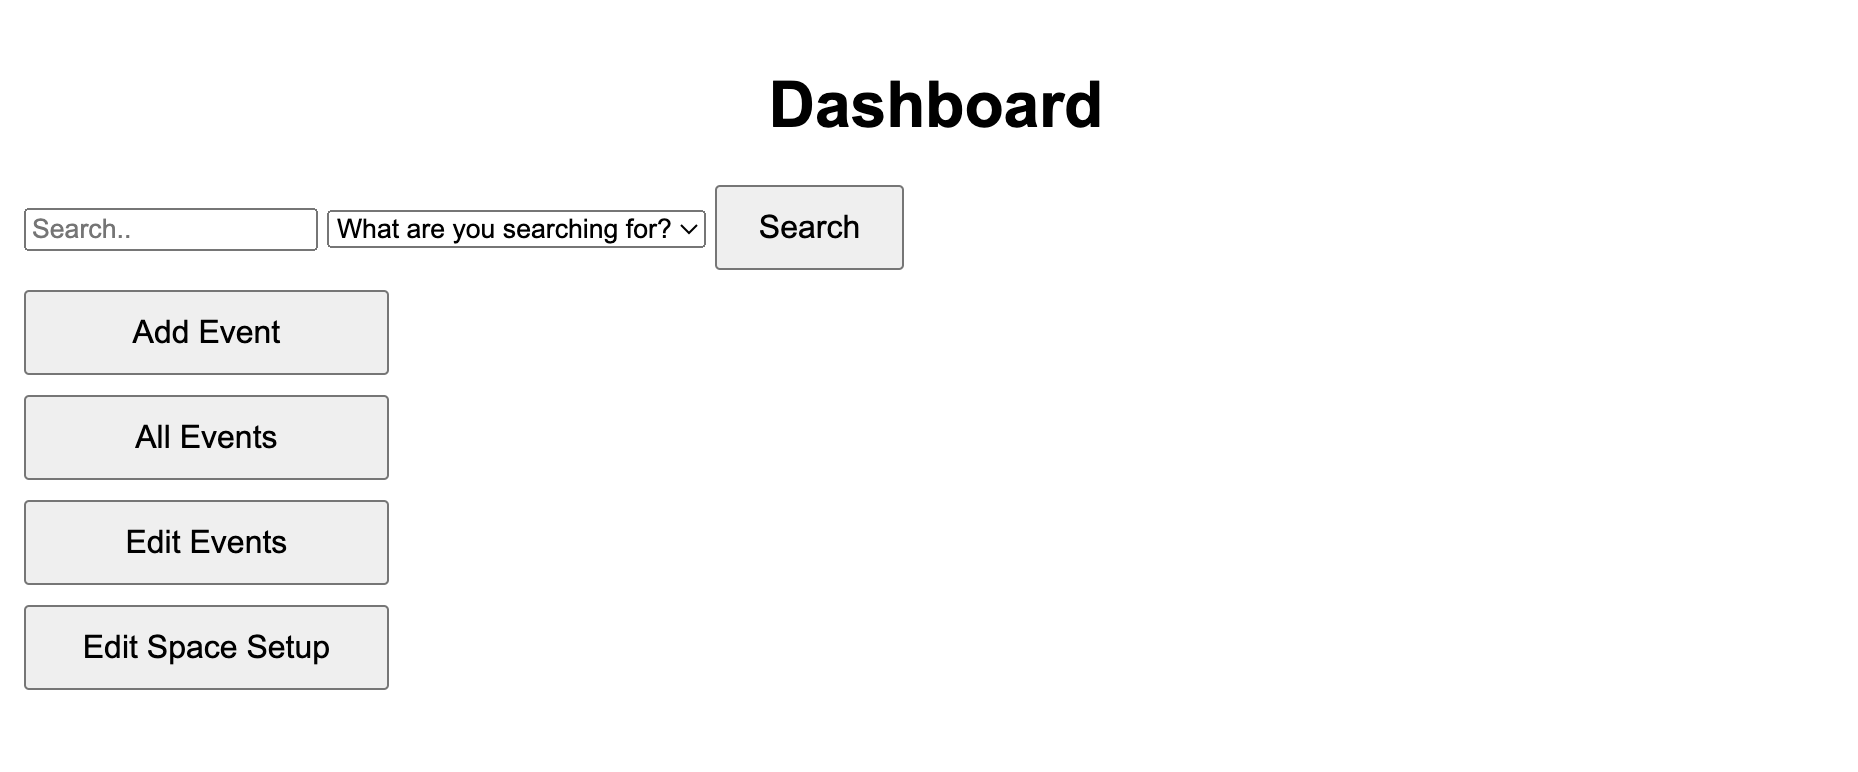 Dashboard
Search.. What are you searching for? Search
Add Event
All Events
Edit Events
Edit Space Setup